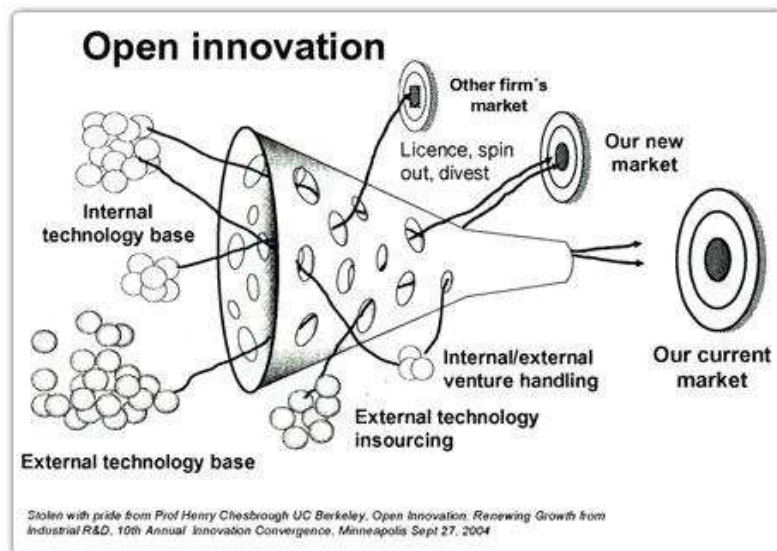 Open innovation
Other firm´s
market
Licence, spin
out, divest
Our new
market
Internal
technology base
Internal/external
venture handling
Our current
market
External technology
insourcing
External technology base
Stolen with pride from Prof Henry Chesbrough UC Berkeley, Open Innovation: Renewing Growth from
Industrial R&D, 10th Annual Innovation Convergence, Minneapolis Sept 27, 2004